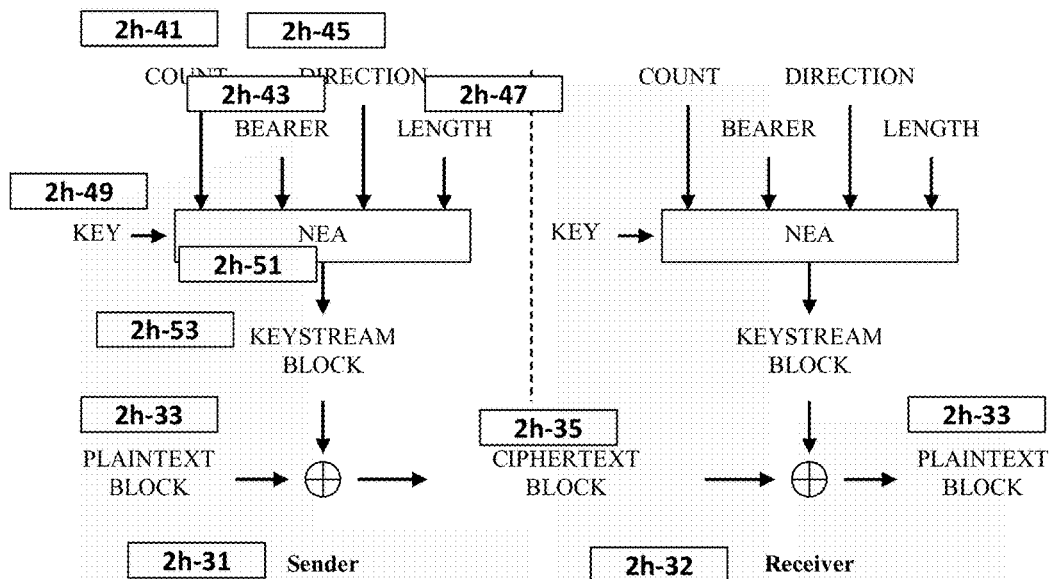 2h-41 2h-45
COUNT DIRECTION COUNT DIRECTION
2h-43 2h-47
BEARER LENGTH BEARER LENGTH
2h-49
KEY NEA KEY NEA
2h-51
2h-53
KEYSTREAM KEYSTREAM
BLOCK BLOCK
2h-33 2h-35 2h-33
PLAINTEXT CIPHERTEXT PLAINTEXT
BLOCK BLOCK BLOCK
2h-31 Sender 2h-32 Receiver